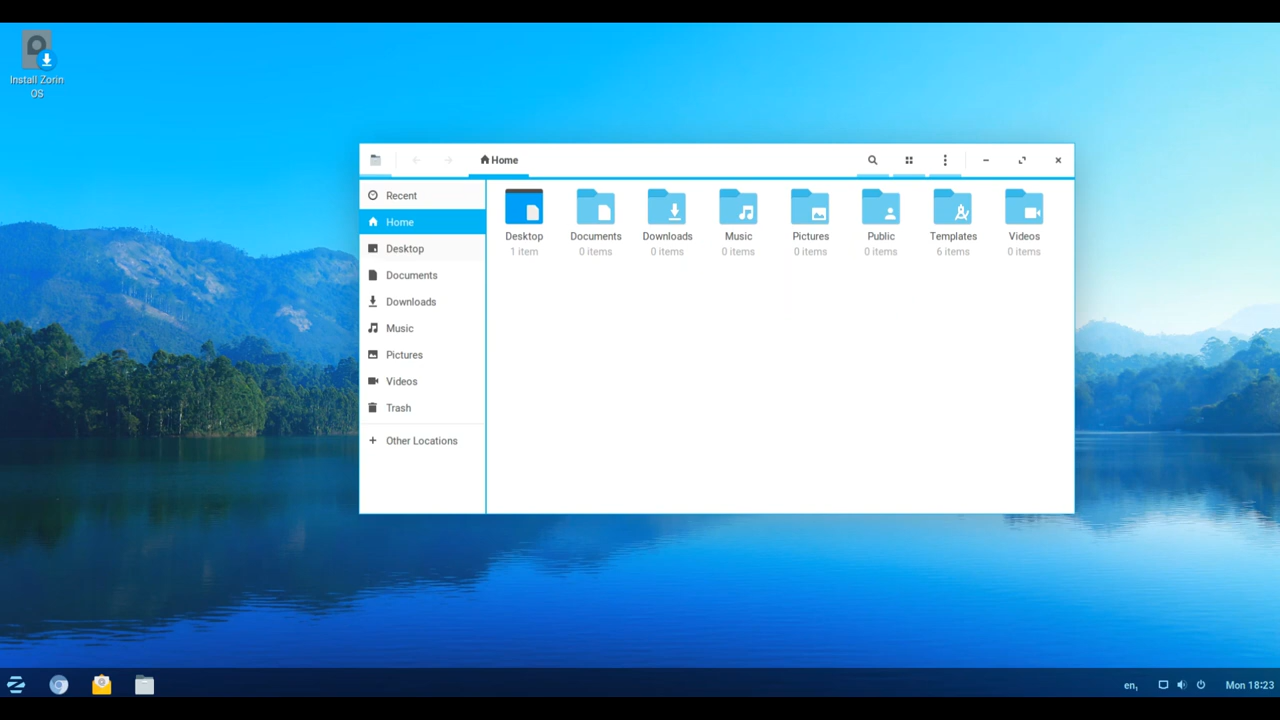 Install Zorin
OS
Home
Recent
Home
Desktop
Documents
Downloads
Music
Pictures
Videos
Trash
Other Locations
Desktop
1 item
Documents
0 items
Downloads
0 items
Music
0 items
Pictures
0 items
Public
0 items
Templates
6 items
Videos
0 items
en,
Mon 18:23